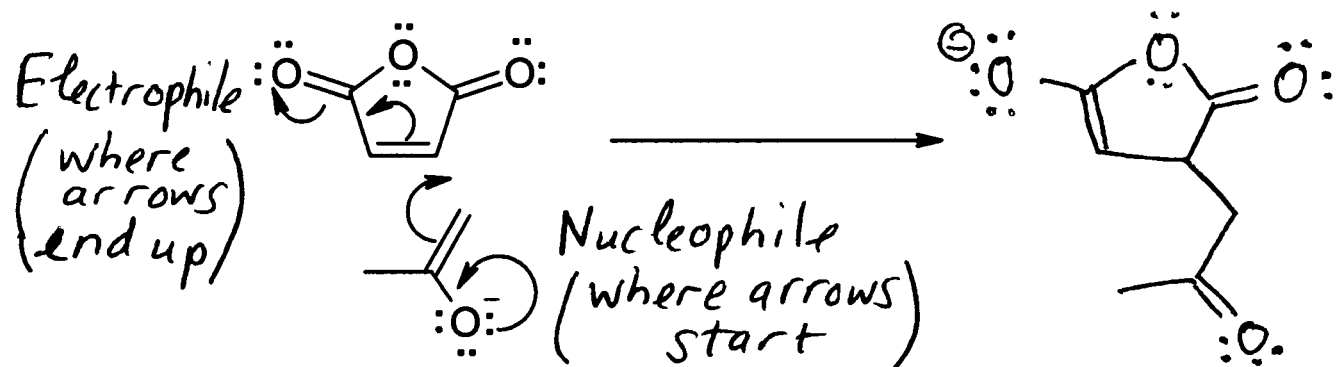 Electrophile
(where
arrows
end up)
:O
O
O:
:O:
−
Nucleophile
(where arrows
start)
⊖
:O
O
O:
:O: